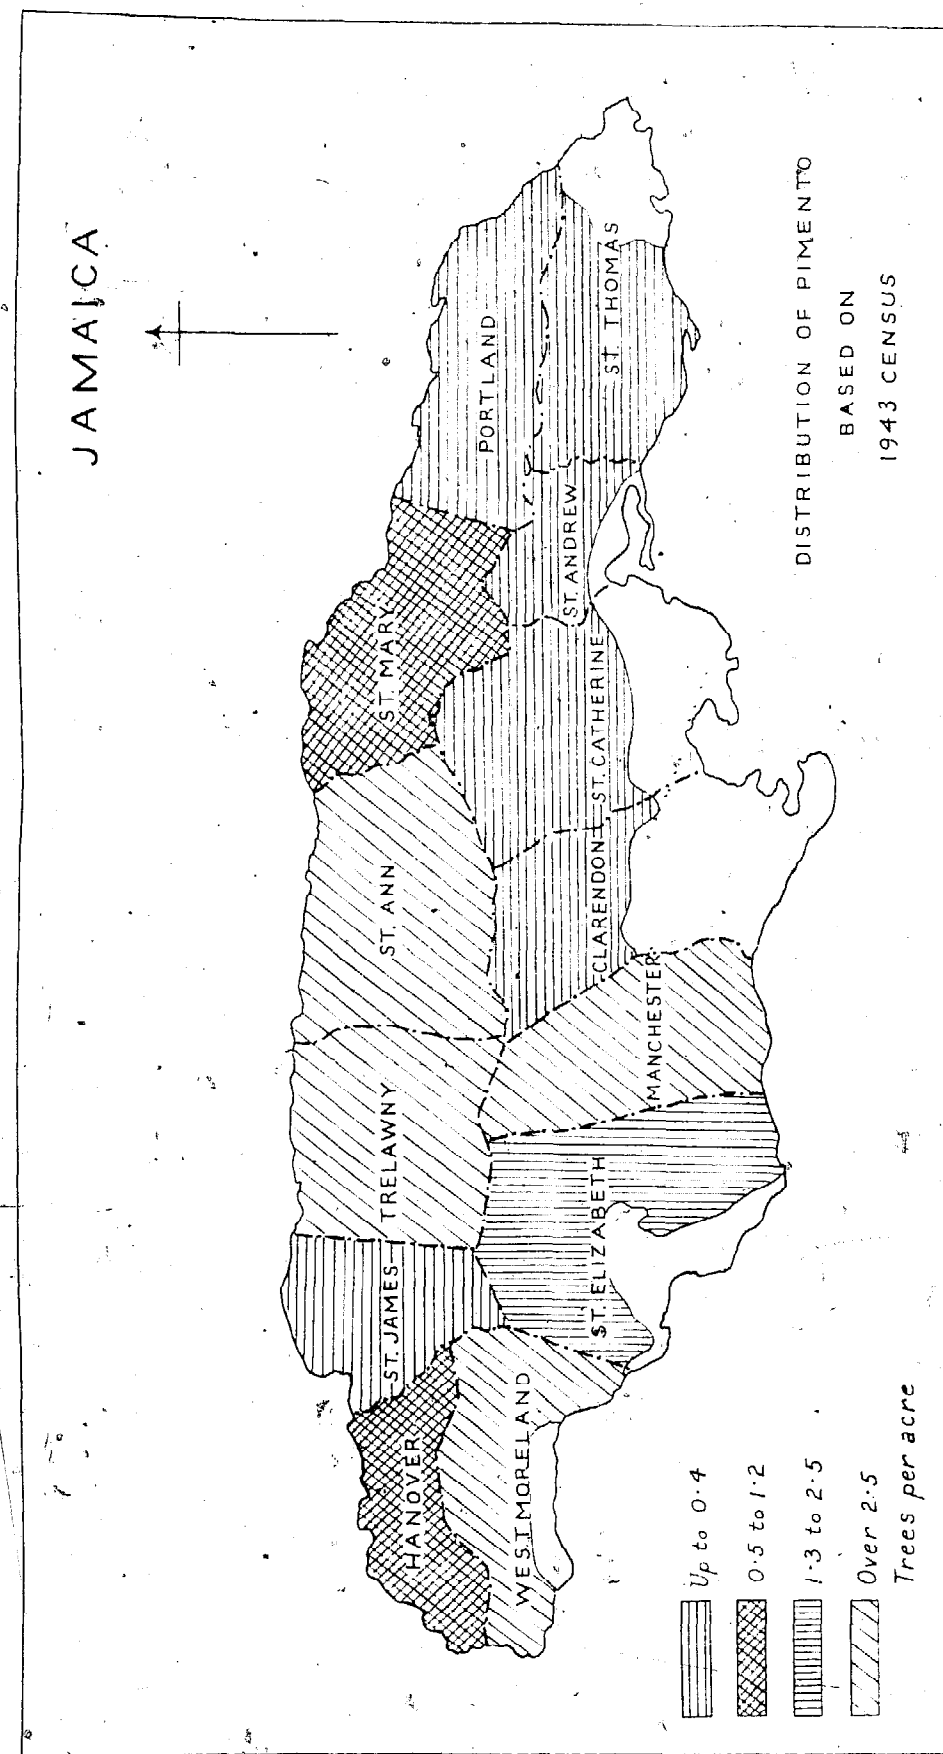 JAMAICA
HANOVER
ST. JAMES
TRELAWNY
ST. ANN
ST. MARY
PORTLAND
WESTMORELAND
ST. ELIZABETH
MANCHESTER
CLARENDON
ST. CATHERINE
ST. ANDREW
ST. THOMAS
Up to 0·4
0·5 to 1·2
1·3 to 2·5
Over 2·5
Trees per acre
DISTRIBUTION OF PIMENTO
BASED ON
1943 CENSUS